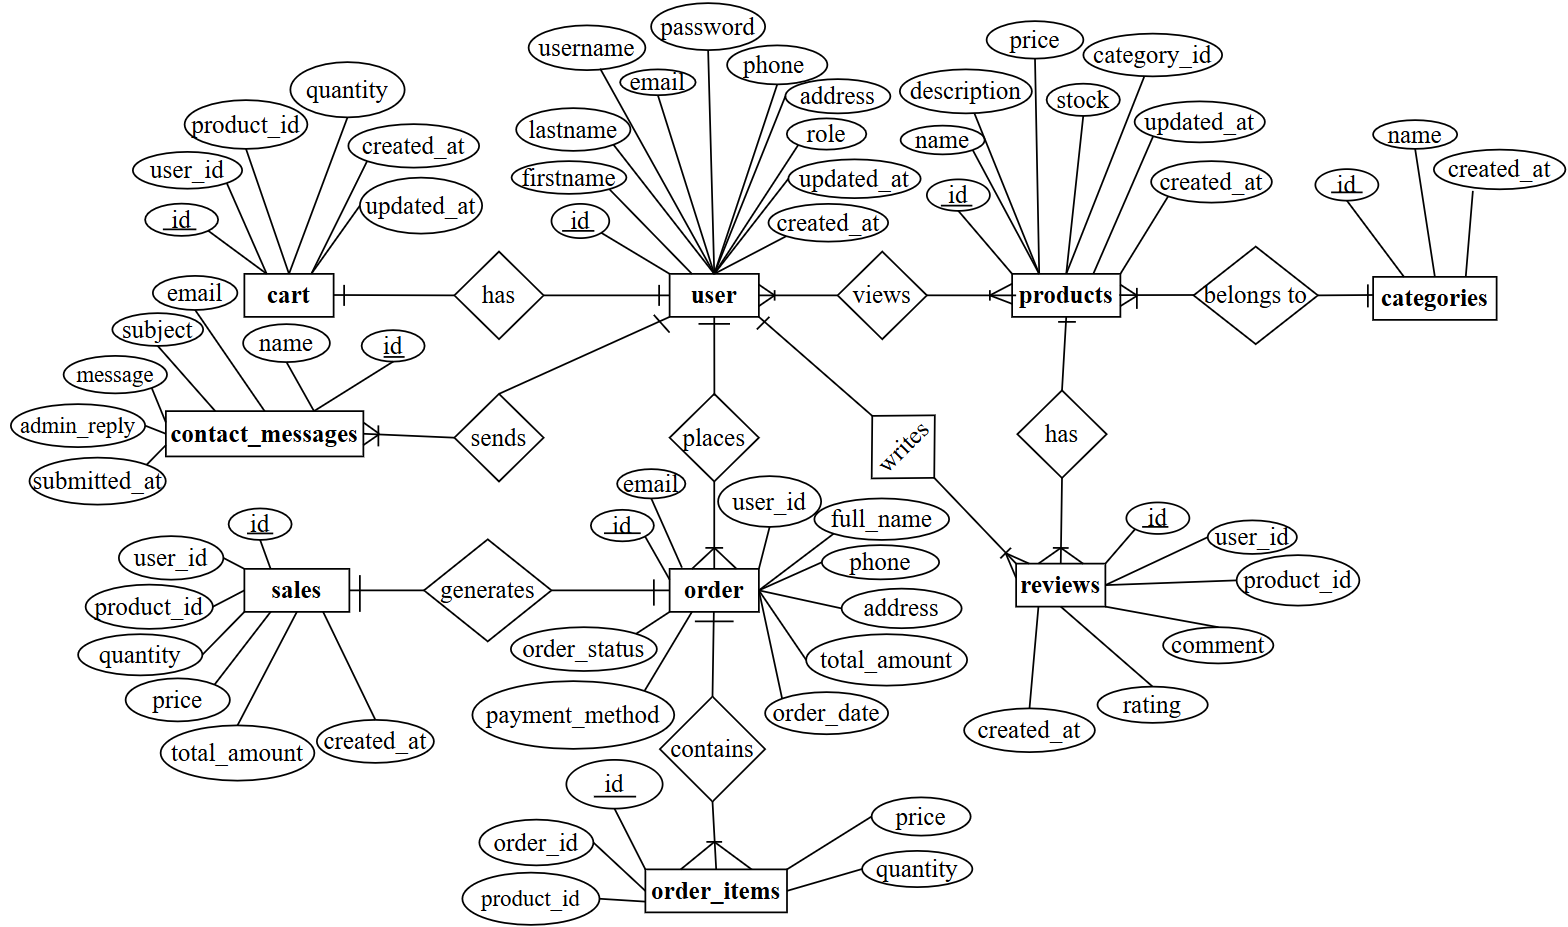 password
username
price
category_id
phone
email
quantity
address
description
stock
product_id
lastname
role
updated_at
name
name
created_at
user_id
firstname
updated_at
created_at
created_at
id
id
updated_at
id
id
created_at
cart
has
user
views
products
belongs to
categories
email
subject
name
id
message
admin_reply
contact_messages
sends
places
writes
has
submitted_at
email
user_id
id
id
full_name
id
user_id
user_id
phone
product_id
sales
generates
order
reviews
product_id
address
quantity
order_status
total_amount
comment
price
payment_method
order_date
rating
total_amount
created_at
contains
created_at
id
price
order_id
quantity
product_id
order_items